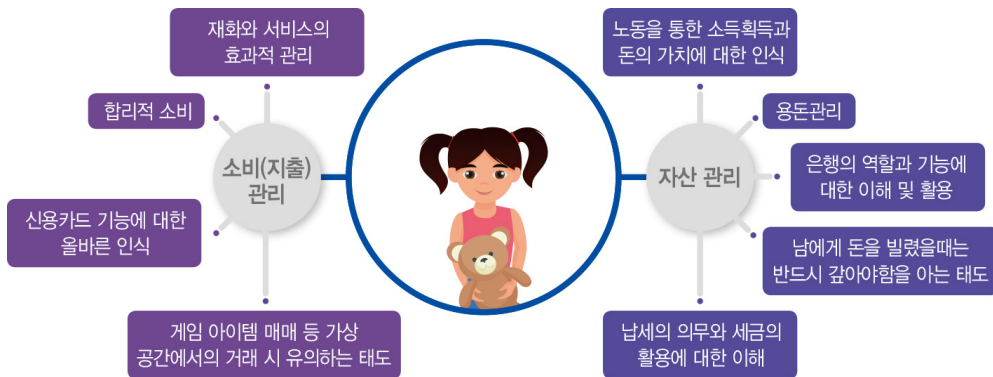 재화와 서비스의
효과적 관리
합리적 소비
소비(지출)
관리
신용카드 기능에 대한
올바른 인식
게임 아이템 매매 등 가상
공간에서의 거래 시 유의하는 태도
노동을 통한 소득획득과
돈의 가치에 대한 인식
용돈관리
자산 관리
은행의 역할과 기능에
대한 이해 및 활용
남에게 돈을 빌렸을때는
반드시 갚아야함을 아는 태도
납세의 의무와 세금의
활용에 대한 이해